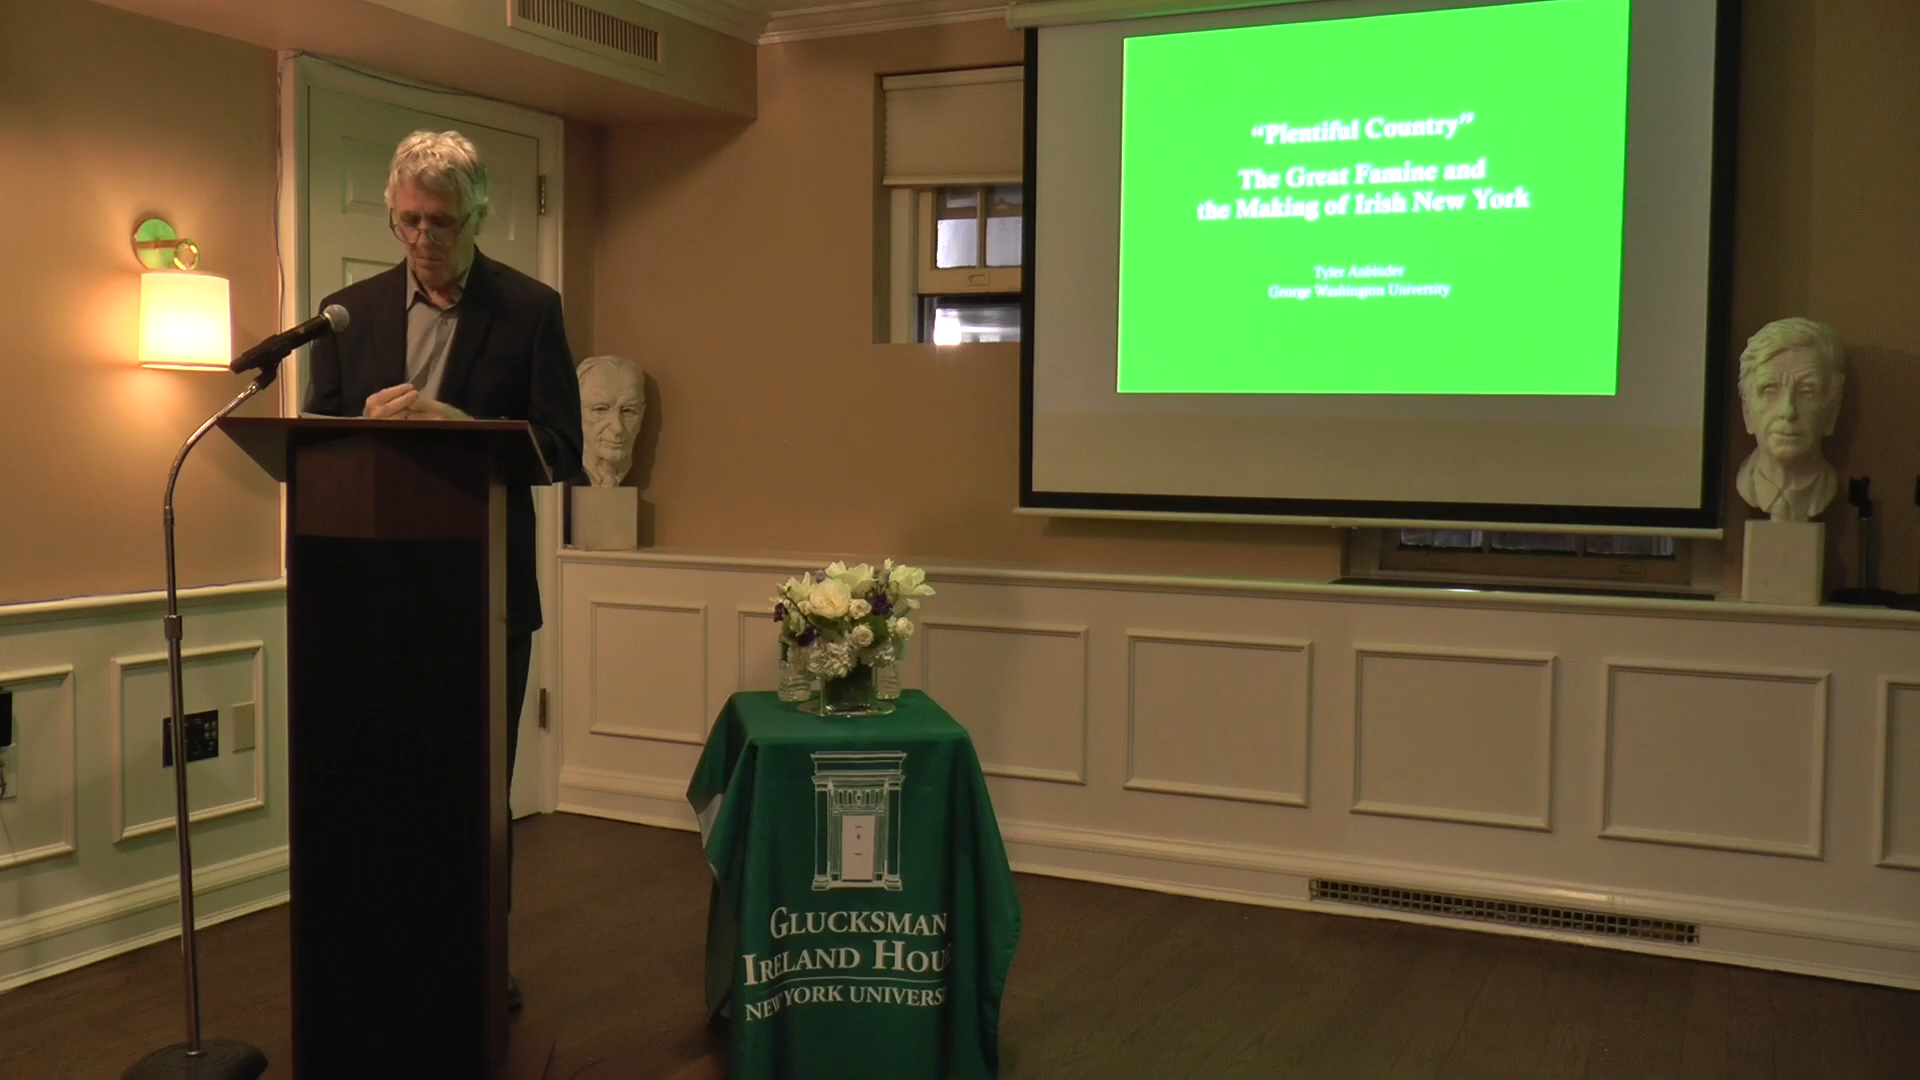 “Plentiful Country”
The Great Famine and
the Making of Irish New York
Tyler Anbinder
George Washington University
GLUCKSMAN
IRELAND HOU
NEW YORK UNIVERS